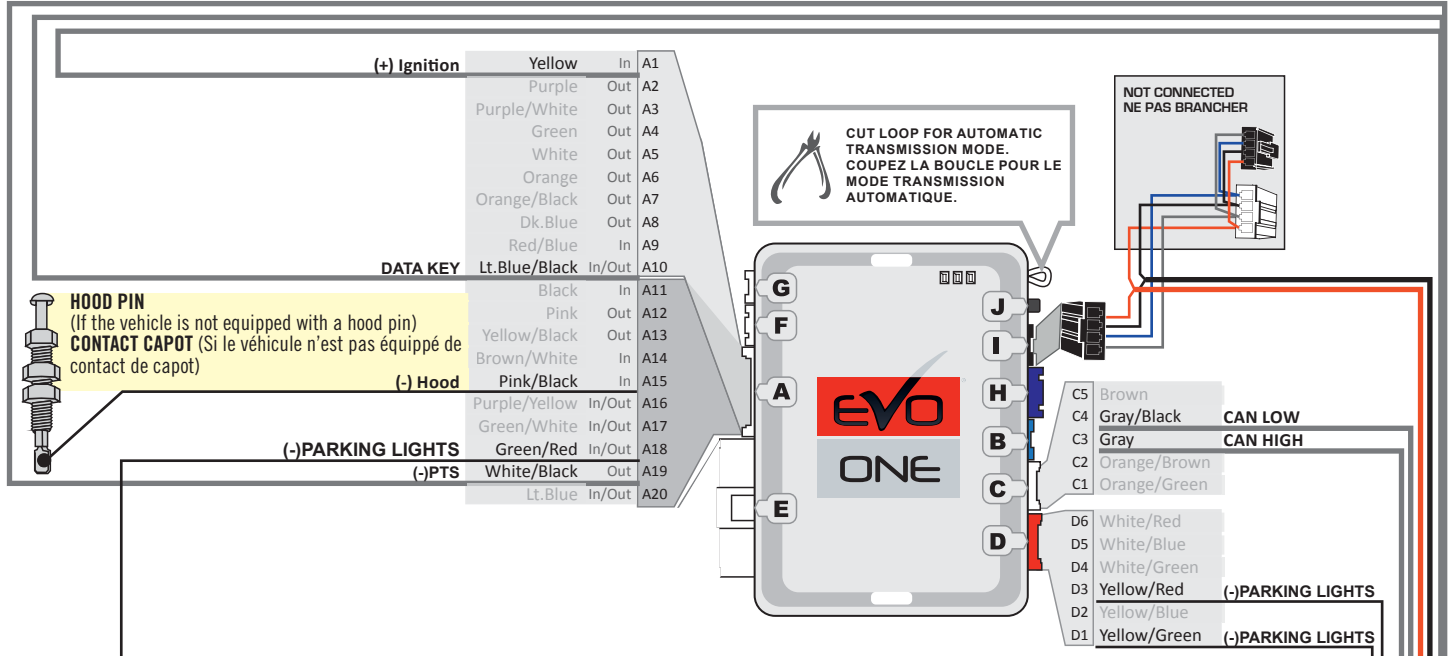 (+) Ignition Yellow In A1
Purple Out A2
Purple/White Out A3
Green Out A4
White Out A5
Orange Out A6
Orange/Black Out A7
Dk.Blue Out A8
Red/Blue In A9
DATA KEY Lt.Blue/Black In/Out A10
Black In A11
Pink Out A12
Yellow/Black Out A13
Brown/White In A14
(-) Hood Pink/Black In A15
Purple/Yellow In/Out A16
Green/White In/Out A17
(-)PARKING LIGHTS Green/Red In/Out A18
(-)PTS White/Black Out A19
Lt.Blue In/Out A20
HOOD PIN
(If the vehicle is not equipped with a hood pin)
CONTACT CAPOT (Si le véhicule n'est pas équippé de
contact de capot)
CUT LOOP FOR AUTOMATIC
TRANSMISSION MODE.
COUPEZ LA BOUCLE POUR LE
MODE TRANSMISSION
AUTOMATIQUE.
NOT CONNECTED
NE PAS BRANCHER
G
F
A
E
J
I
H
B
C
D
EVO
ONE
C5 Brown
C4 Gray/Black CAN LOW
C3 Gray CAN HIGH
C2 Orange/Brown
C1 Orange/Green
D6 White/Red
D5 White/Blue
D4 White/Green
D3 Yellow/Red (-)PARKING LIGHTS
D2 Yellow/Blue
D1 Yellow/Green (-)PARKING LIGHTS